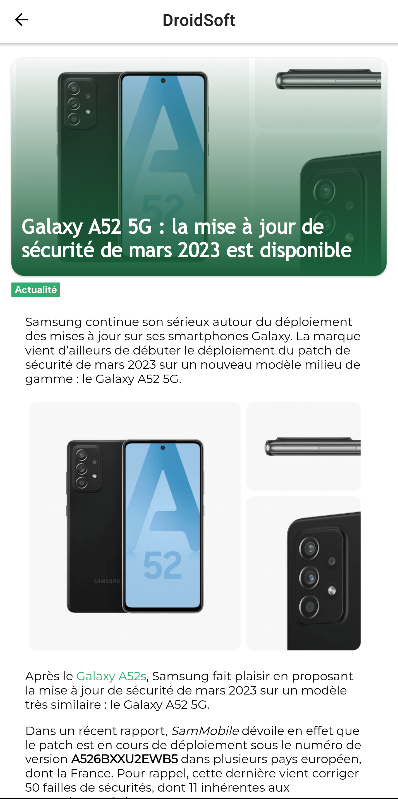 DroidSoft
Galaxy A52 5G : la mise à jour de
sécurité de mars 2023 est disponible
Actualité
Samsung continue son sérieux autour du déploiement
des mises à jour sur ses smartphones Galaxy. La marque
vient d'ailleurs de débuter le déploiement du patch de
sécurité de mars 2023 sur un nouveau modèle milieu de
gamme : le Galaxy A52 5G.
SAMSUNG
52
Après le Galaxy A52s, Samsung fait plaisir en proposant
la mise à jour de sécurité de mars 2023 sur un modèle
très similaire : le Galaxy A52 5G.
Dans un récent rapport, SamMobile dévoile en effet que
le patch est en cours de déploiement sous le numéro de
version A526BXXU2EWB5 dans plusieurs pays européen,
dont la France. Pour rappel, cette dernière vient corriger
50 failles de sécurités, dont 11 inhérentes aux